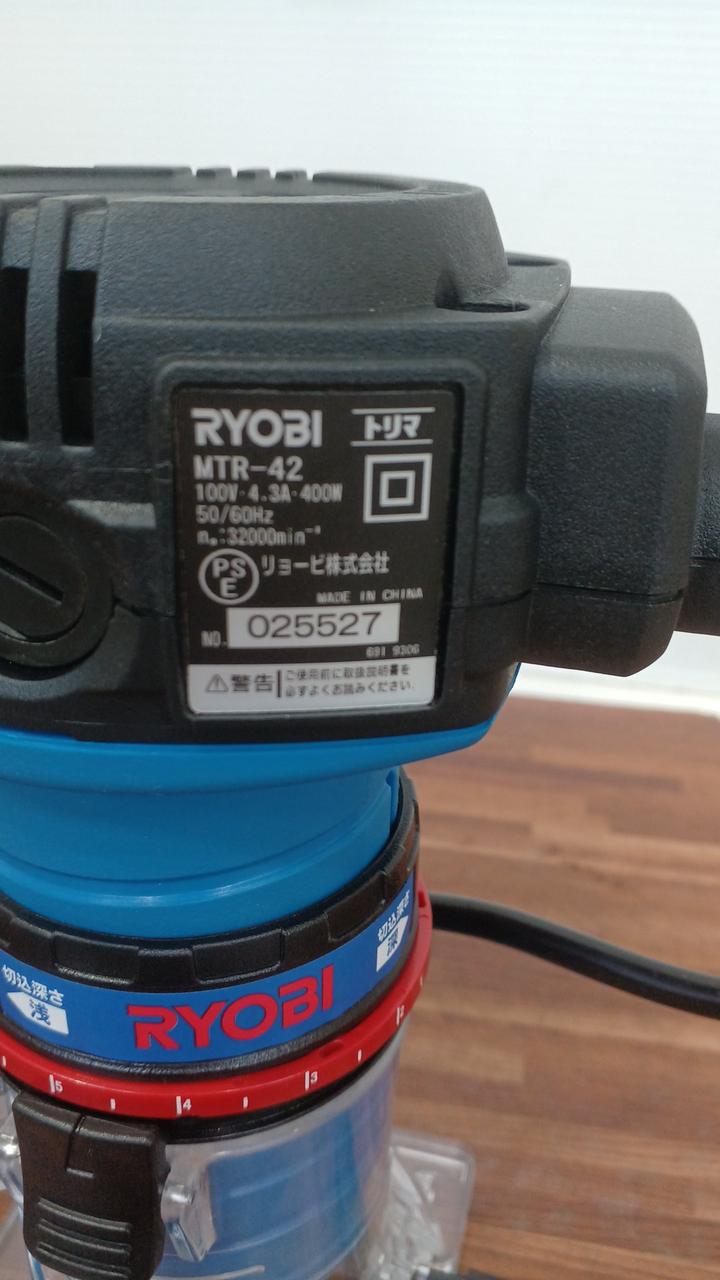 RYOBI トリマ
MTR-42
100V・4.3A・400W
50/60Hz
n₀:32000min⁻¹
PS
E
リョービ株式会社
MADE IN CHINA
NO. 025527
691 9306
⚠警告 ご使用前に取扱説明書を
必ずよくお読みください.
切込深さ
深
切込深さ
浅
RYOBI
5 4 3 2